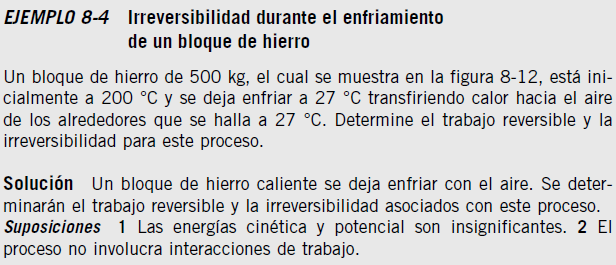 EJEMPLO 8-4 Irreversibilidad durante el enfriamiento
de un bloque de hierro
Un bloque de hierro de 500 kg, el cual se muestra en la figura 8-12, está ini-
cialmente a 200 °C y se deja enfriar a 27 °C transfiriendo calor hacia el aire
de los alrededores que se halla a 27 °C. Determine el trabajo reversible y la
irreversibilidad para este proceso.
Solución Un bloque de hierro caliente se deja enfriar con el aire. Se deter-
minarán el trabajo reversible y la irreversibilidad asociados con este proceso.
Suposiciones 1 Las energías cinética y potencial son insignificantes. 2 El
proceso no involucra interacciones de trabajo.